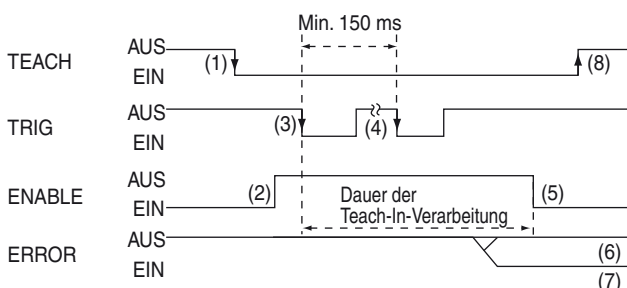 Min. 150 ms
TEACH
AUS
EIN
(1)
(8)
TRIG
AUS
EIN
(3)
(4)
ENABLE
AUS
EIN
(2)
Dauer der
Teach-In-Verarbeitung
(5)
ERROR
AUS
EIN
(6)
(7)